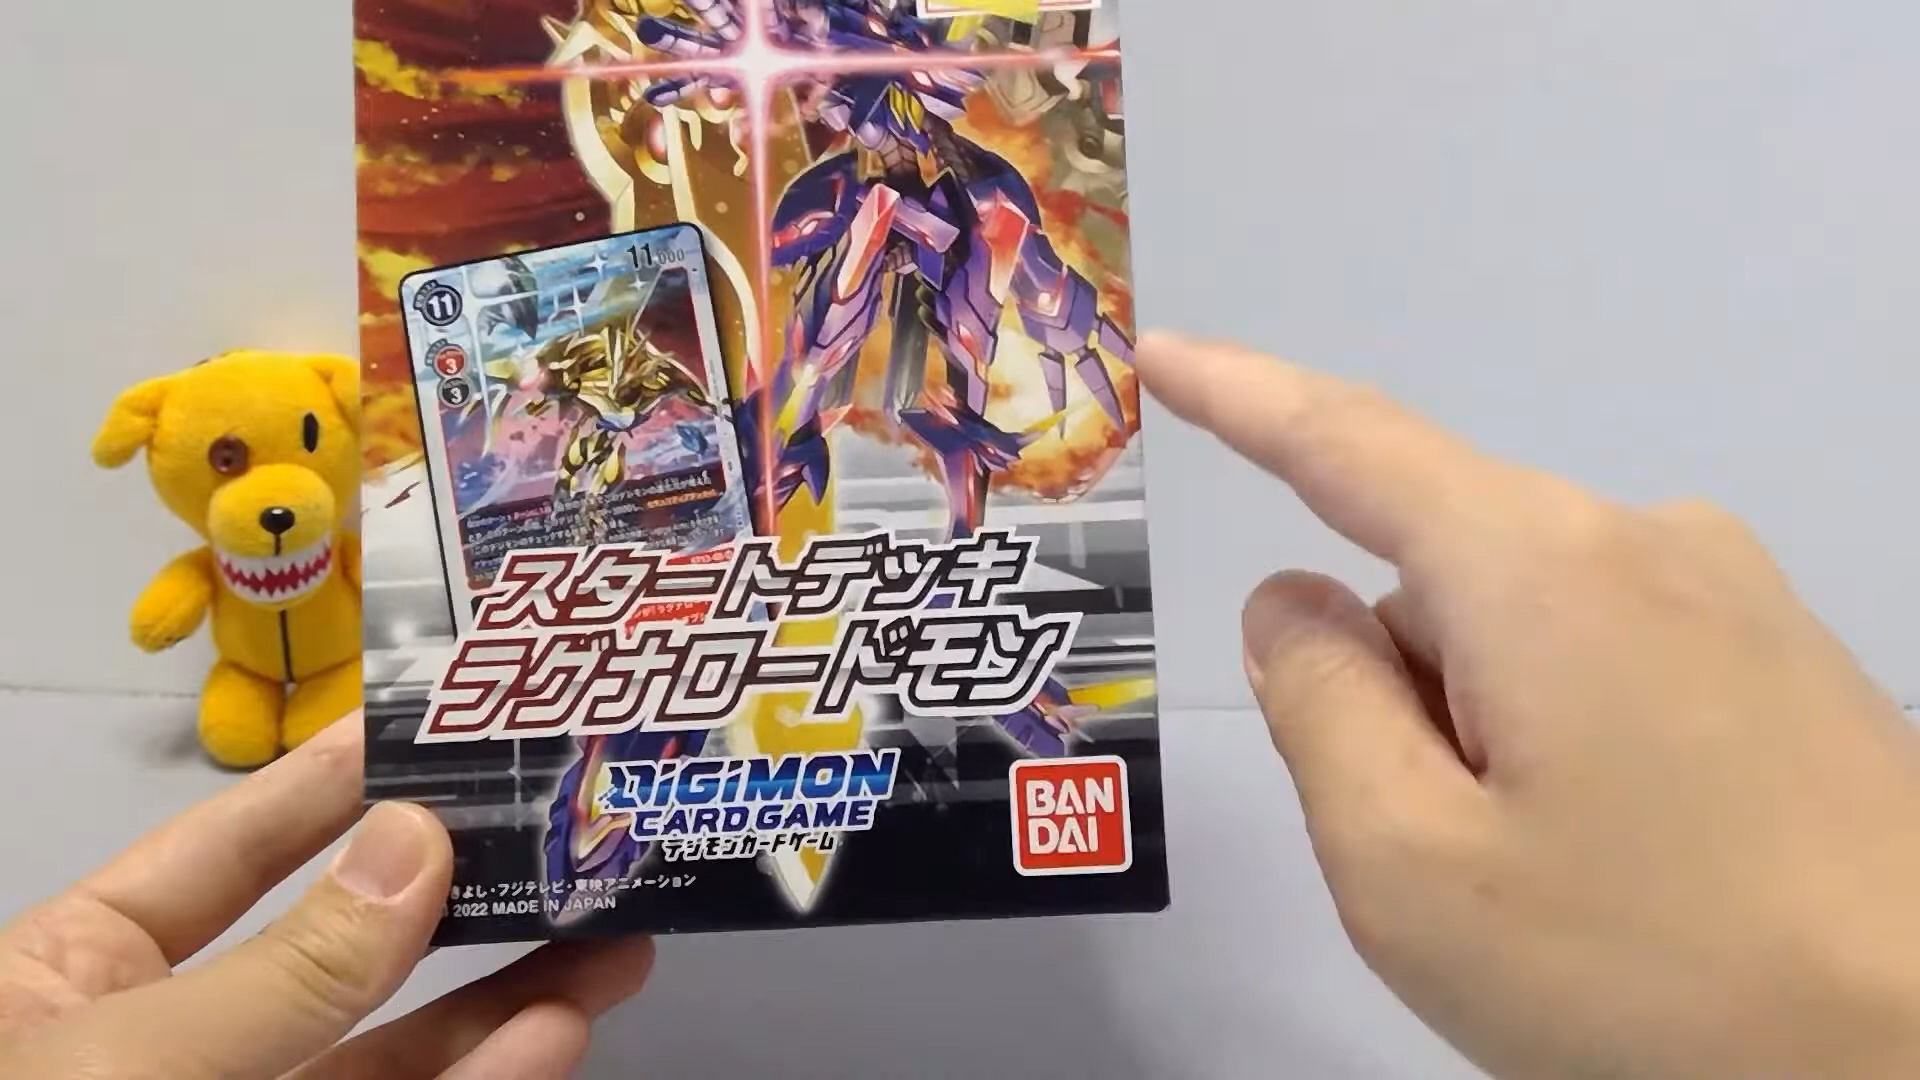 11000
11
3
3
スタートデッキ
ラグナロードモン
DIGIMON
CARD GAME
デジモンカードゲーム
BAN
DAI
きよし・フジテレビ・東映アニメーション
2022 MADE IN JAPAN